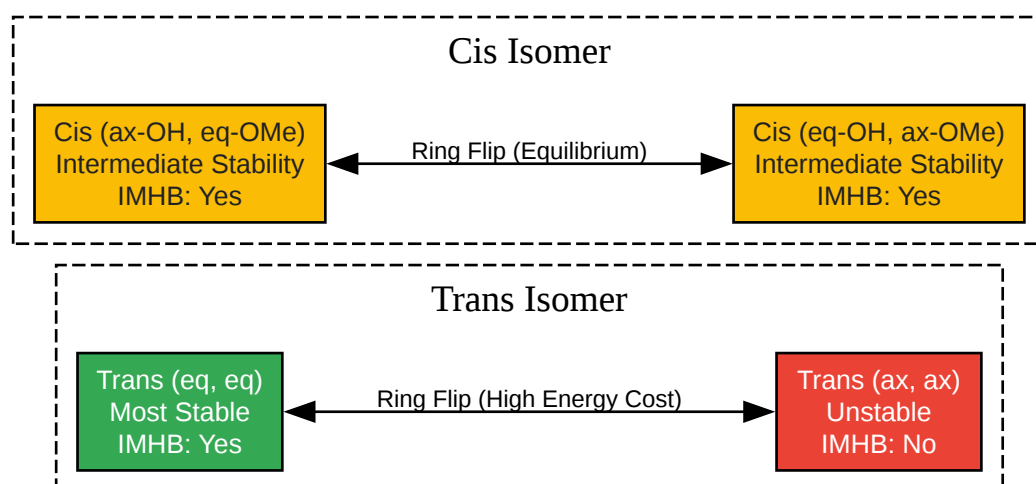 Cis Isomer
Cis (ax-OH, eq-OMe)
Intermediate Stability
IMHB: Yes
Ring Flip (Equilibrium)
Cis (eq-OH, ax-OMe)
Intermediate Stability
IMHB: Yes
Trans Isomer
Trans (eq, eq)
Most Stable
IMHB: Yes
Ring Flip (High Energy Cost)
Trans (ax, ax)
Unstable
IMHB: No